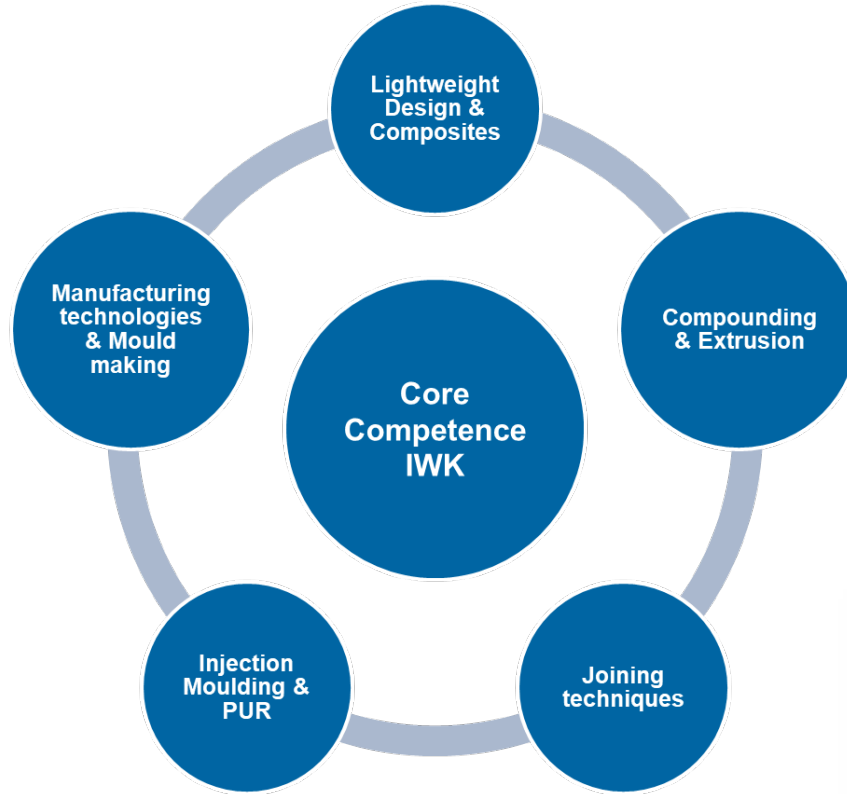 Lightweight
Design &
Composites
Manufacturing
technologies
& Mould
making
Compounding
& Extrusion
Core
Competence
IWK
Injection
Moulding &
PUR
Joining
techniques